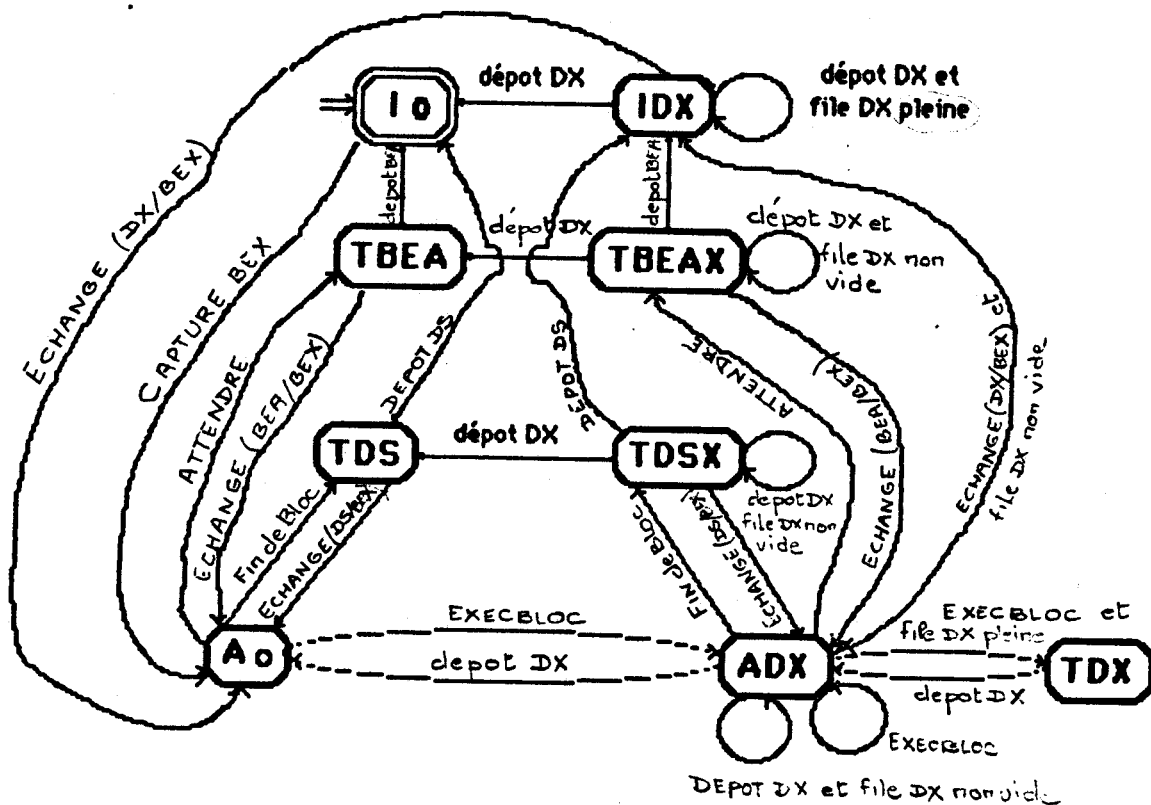 dépot DX
dépot DX et
file DX pleine
Io
IDX
depot BEA
depot BEA
dépot DX
TBEA
TBEAX
dépot DX et
file DX non
vide
ECHANGE (DX/BEX)
CAPTURE BEX
ATTENDRE
ECHANGE (BEA/BEX)
DEPOT DS
DEPOT DS
ATTENDRE
ECHANGE (BEA/BEX)
ECHANGE (DX/BEX) et
file DX non vide
TDS
dépot DX
TDSX
depot DX
file DX non
vide
Fin de Bloc
ECHANGE (DS/BEX)
FIN de BLOC
ECHANGE (DS/BEX)
Ao
EXECBLOC
depot DX
ADX
EXECBLOC et
file DX pleine
depot DX
TDX
EXECBLOC
DEPOT DX et file DX non vide